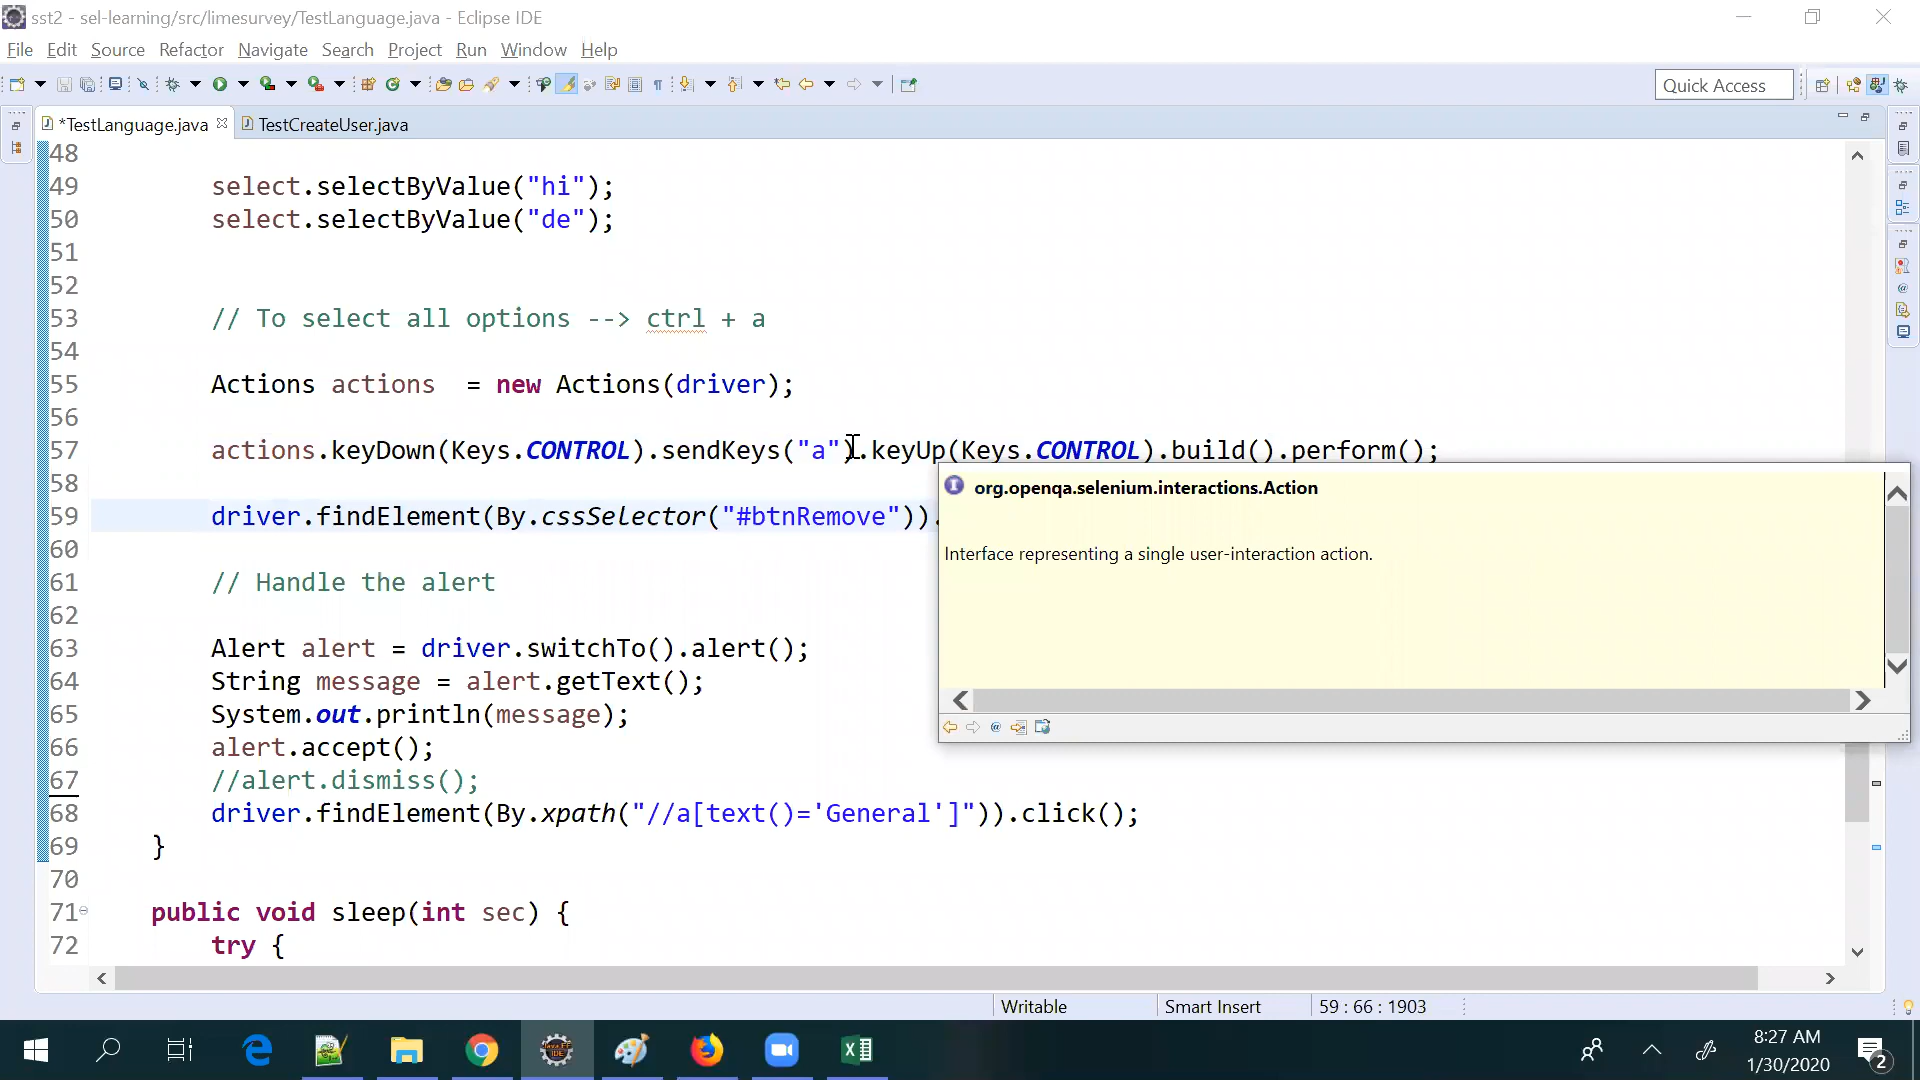 sst2 - sel-learning/src/limesurvey/TestLanguage.java - Eclipse IDE
File Edit Source Refactor Navigate Search Project Run Window Help
Quick Access
*TestLanguage.java TestCreateUser.java
48
49 select.selectByValue("hi");
50 select.selectByValue("de");
51
52
53 // To select all options --> ctrl + a
54
55 Actions actions  = new Actions(driver);
56
57 actions.keyDown(Keys.CONTROL).sendKeys("a").keyUp(Keys.CONTROL).build().perform();
58
org.openqa.selenium.interactions.Action
59 driver.findElement(By.cssSelector("#btnRemove")).
Interface representing a single user-interaction action.
60
61 // Handle the alert
62
63 Alert alert = driver.switchTo().alert();
64 String message = alert.getText();
65 System.out.println(message);
66 alert.accept();
67 //alert.dismiss();
68 driver.findElement(By.xpath("//a[text()='General']")).click();
69 }
70
71 public void sleep(int sec) {
72 try {
Writable Smart Insert 59 : 66 : 1903
8:27 AM
1/30/2020
2